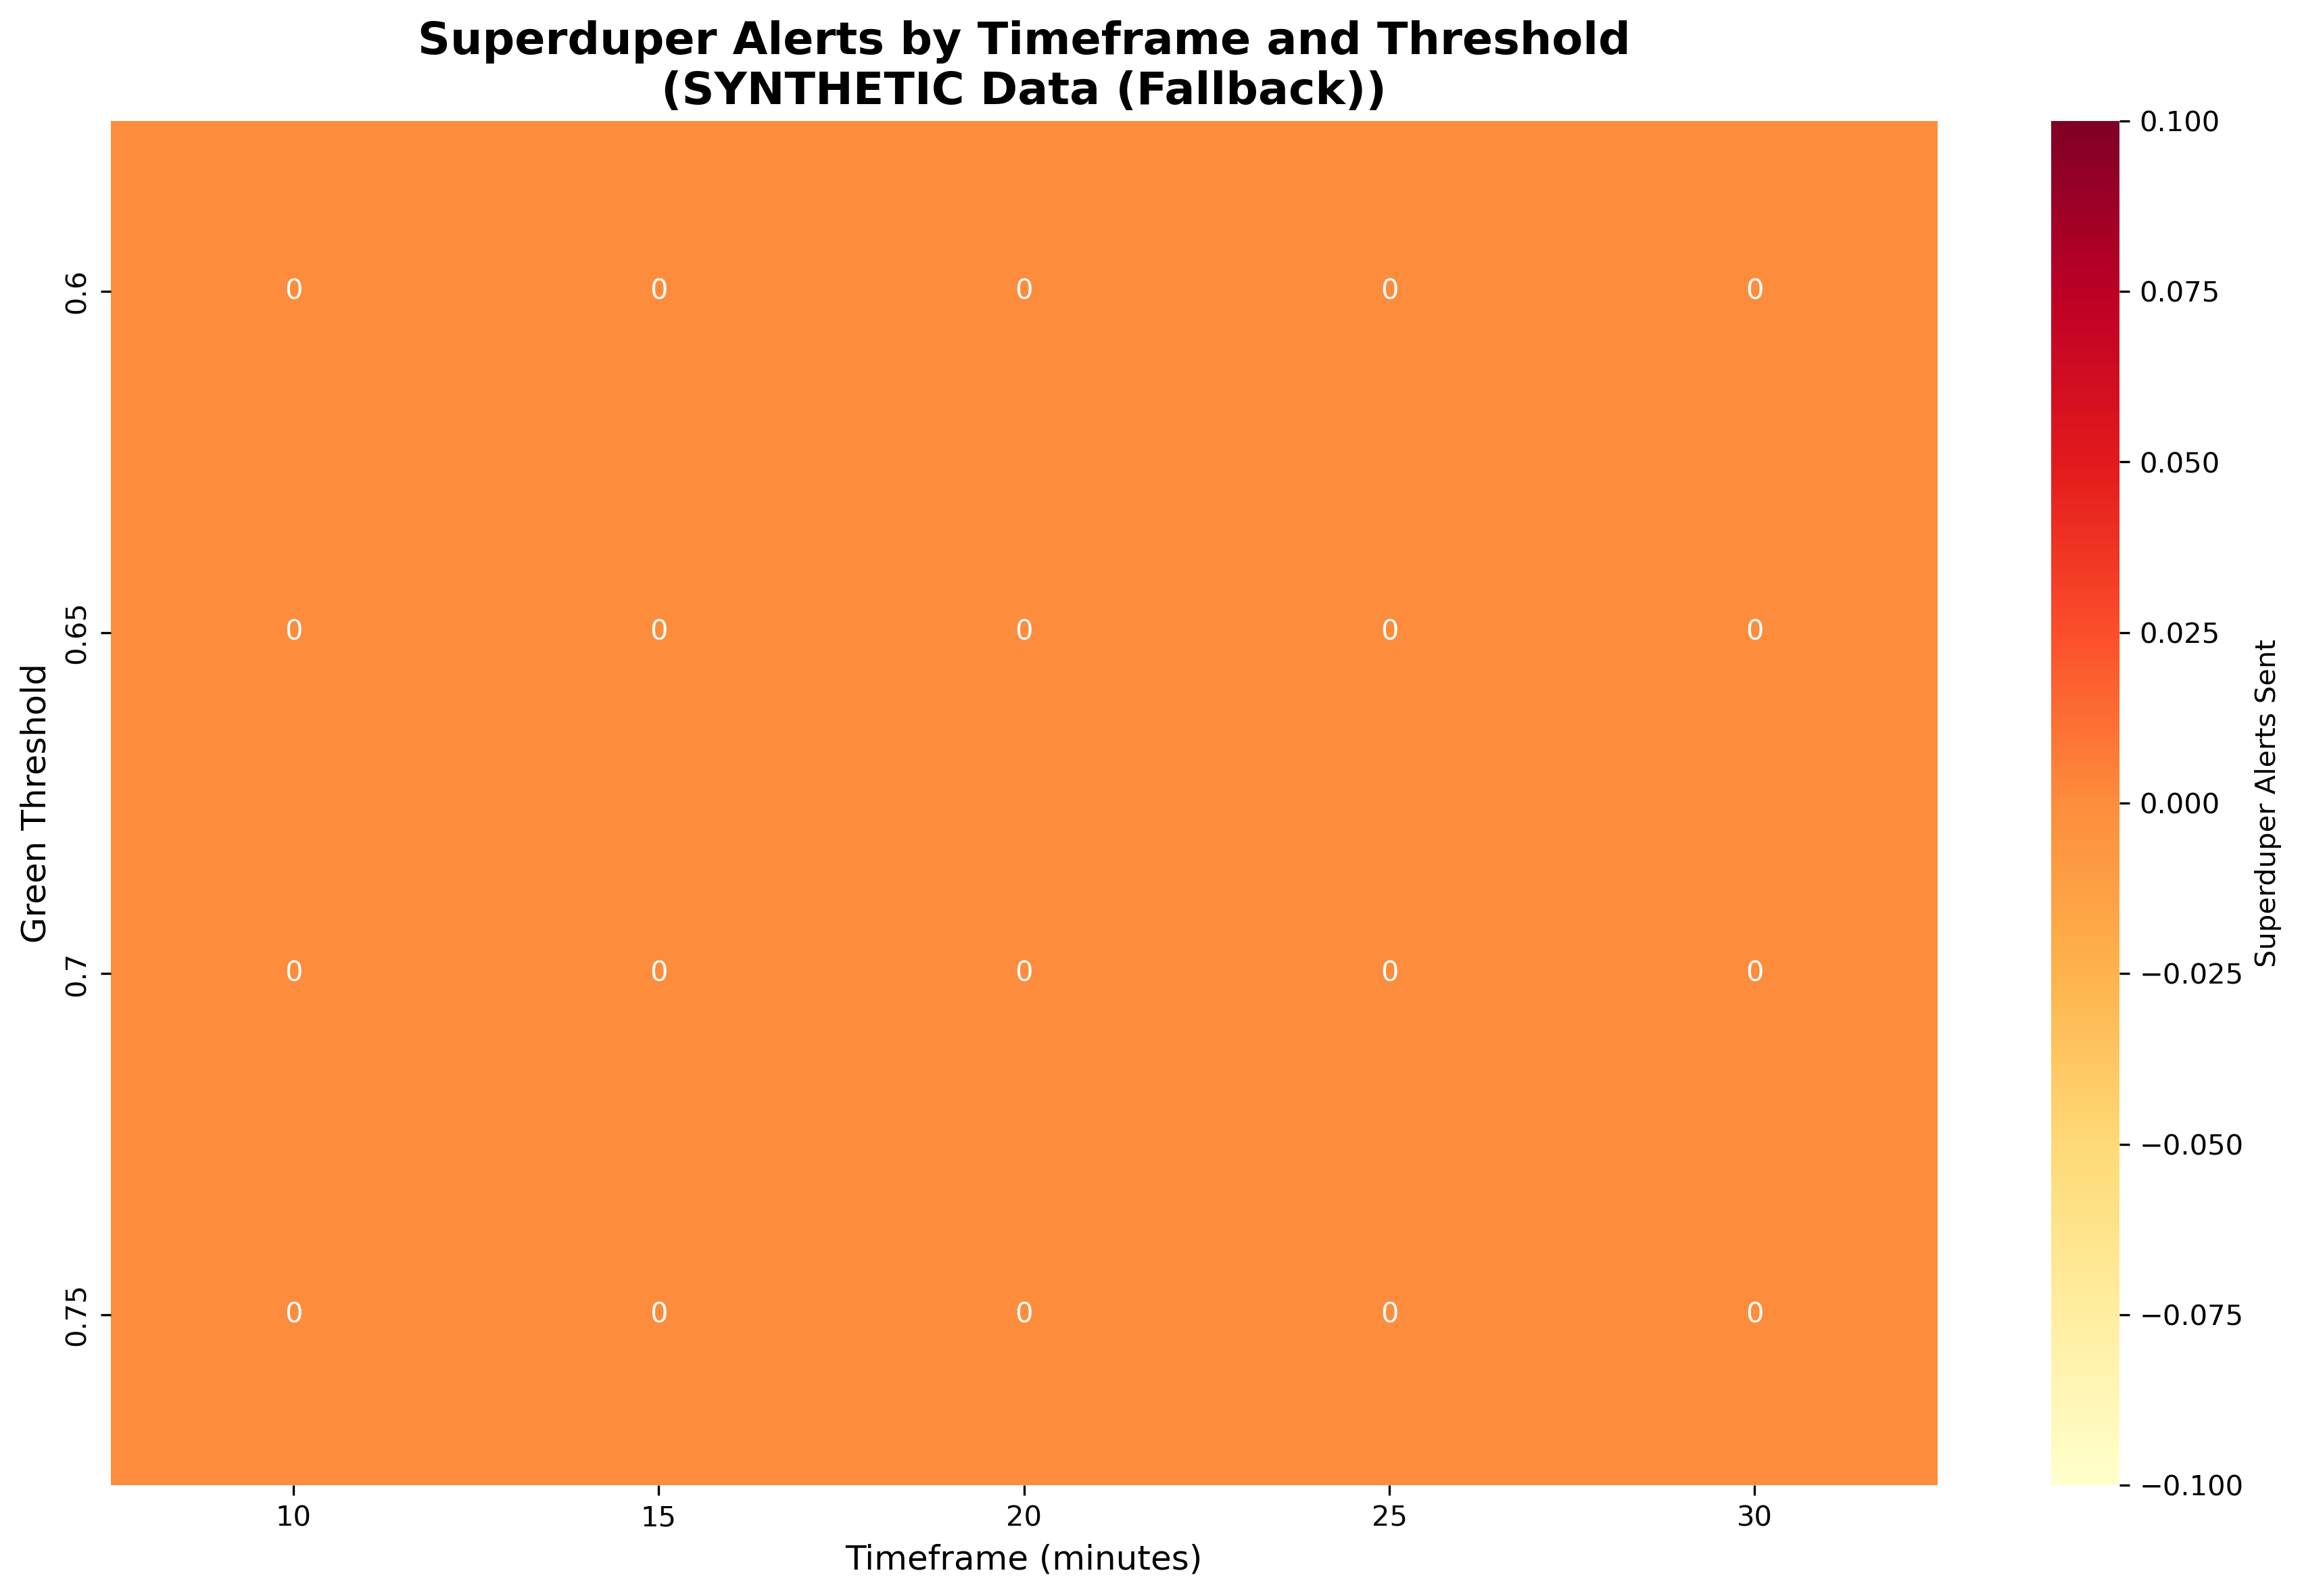 Superduper Alerts by Timeframe and Threshold
(SYNTHETIC Data (Fallback))
Green Threshold
0.6
0 0 0 0 0
0.65
0 0 0 0 0
0.7
0 0 0 0 0
0.75
0 0 0 0 0
10 15 20 25 30
Timeframe (minutes)
0.100
0.075
0.050
0.025
0.000
−0.025
−0.050
−0.075
−0.100
Superduper Alerts Sent